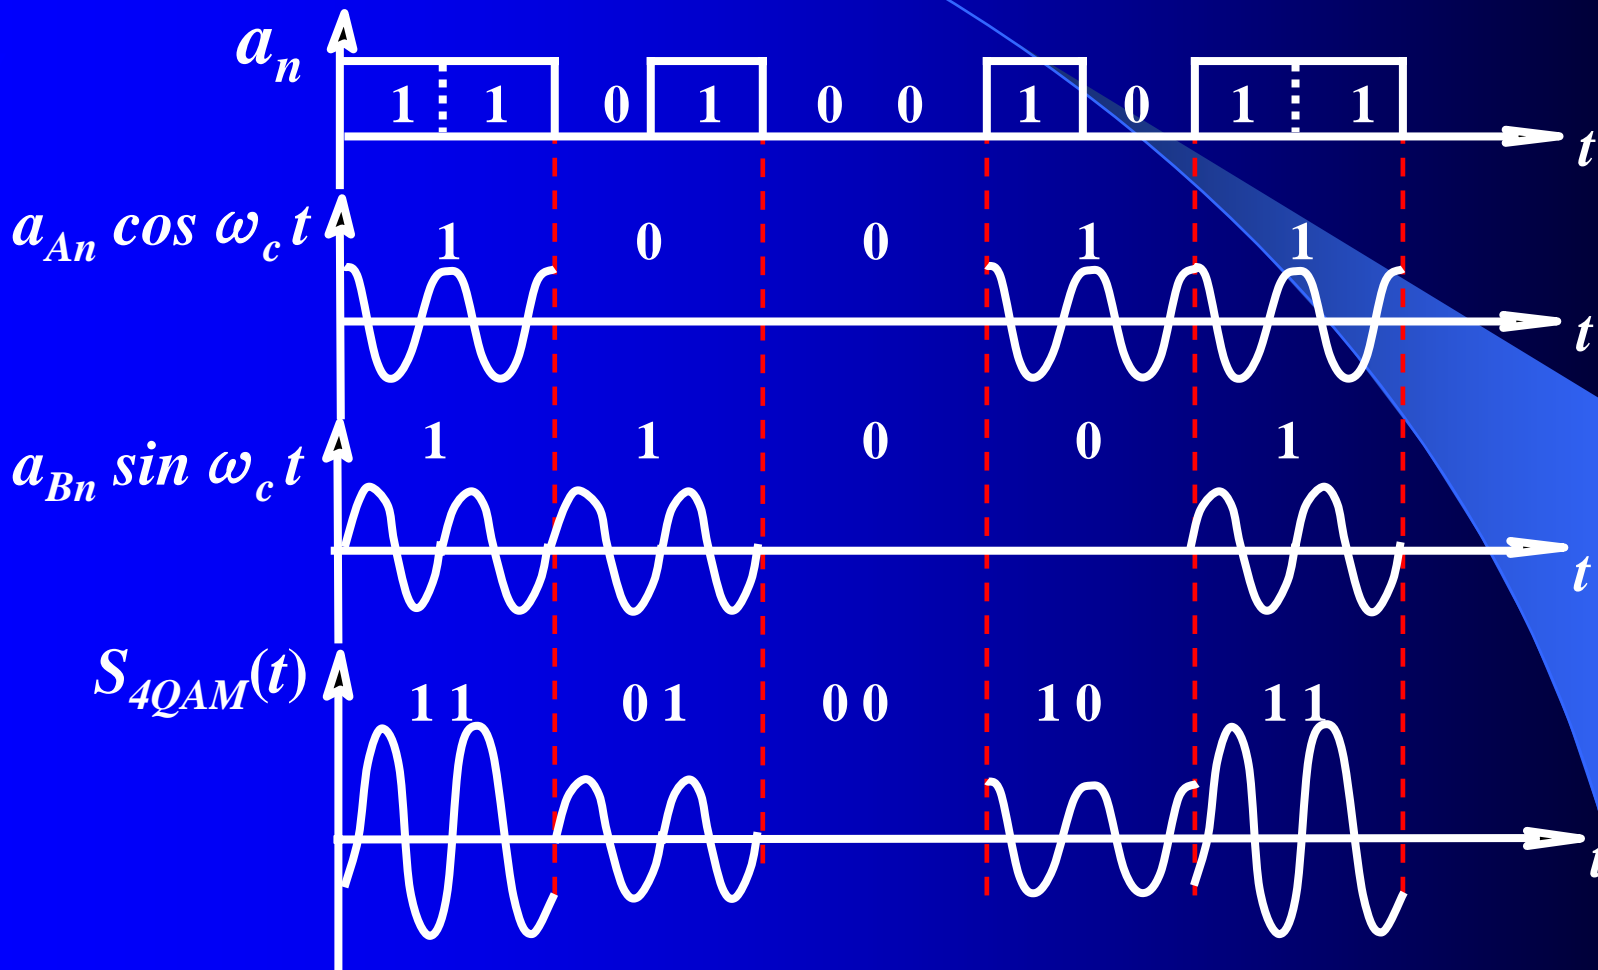 aₙ
1 1 0 1 0 0 1 0 1 1
t
a_An cos ω_c t
1 0 0 1 1
t
a_Bn sin ω_c t
1 1 0 0 1
t
S_4QAM(t)
1 1 0 1 0 0 1 0 1 1
t